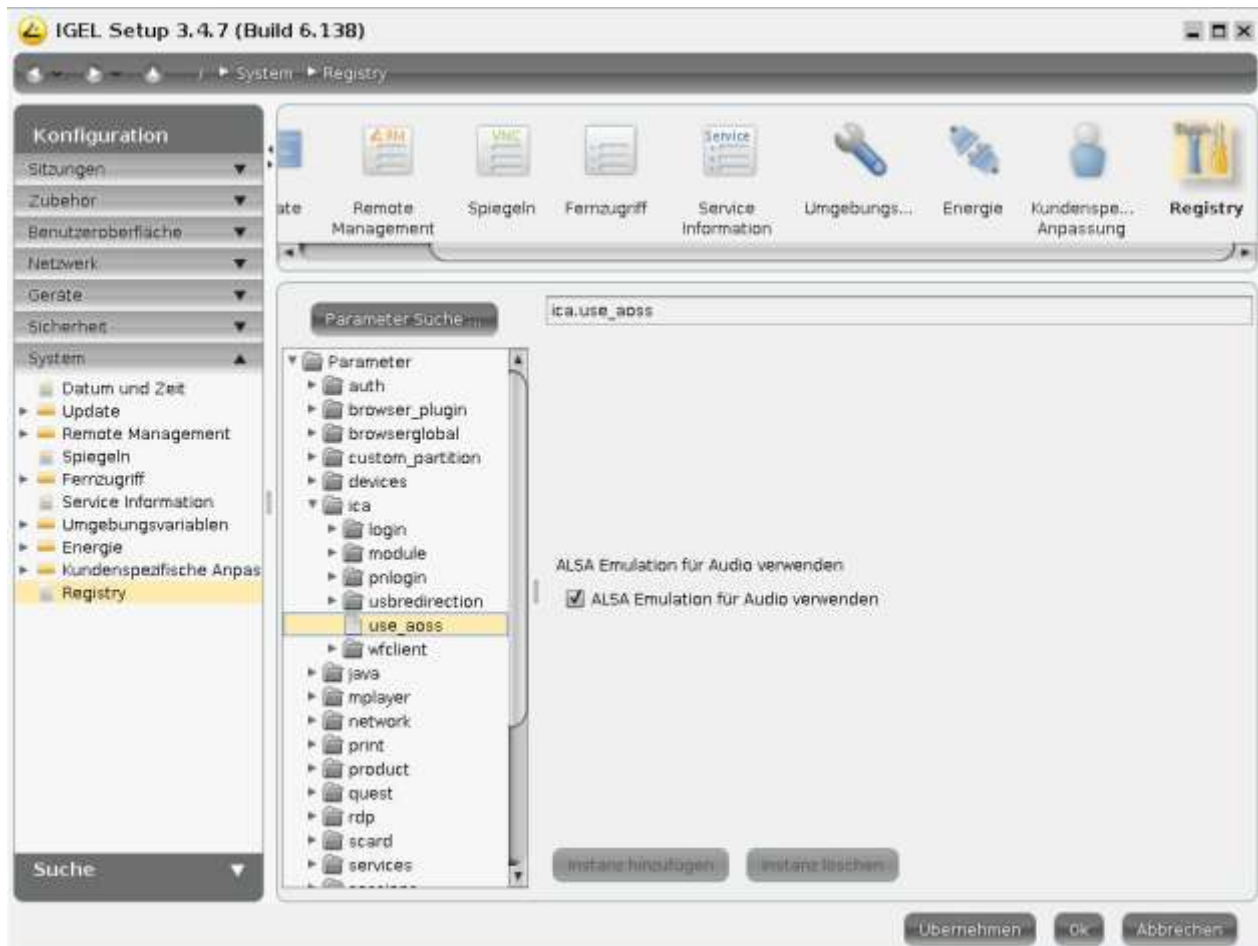 IGEL Setup 3.4.7 (Build 6.138)
/ System Registry
Konfiguration
Sitzungen
Zubehör
Benutzeroberfläche
Netzwerk
Geräte
Sicherheit
System
Datum und Zeit
Update
Remote Management
Spiegeln
Fernzugriff
Service Information
Umgebungsvariablen
Energie
Kundenspezifische Anpas
Registry
Suche
ate
RM
Remote Management
VNC
Spiegeln
Fernzugriff
Service
Service Information
Umgebungs...
Energie
Kundenspe... Anpassung
Registry
Parameter Suche...
ica.use_aoss
Parameter
auth
browser_plugin
browserglobal
custom_partition
devices
ica
login
module
pnlogin
usbredirection
use_aoss
wfclient
java
mplayer
network
print
product
quest
rdp
scard
services
sessions
ALSA Emulation für Audio verwenden
ALSA Emulation für Audio verwenden
Instanz hinzufügen
Instanz löschen
Übernehmen
Ok
Abbrechen